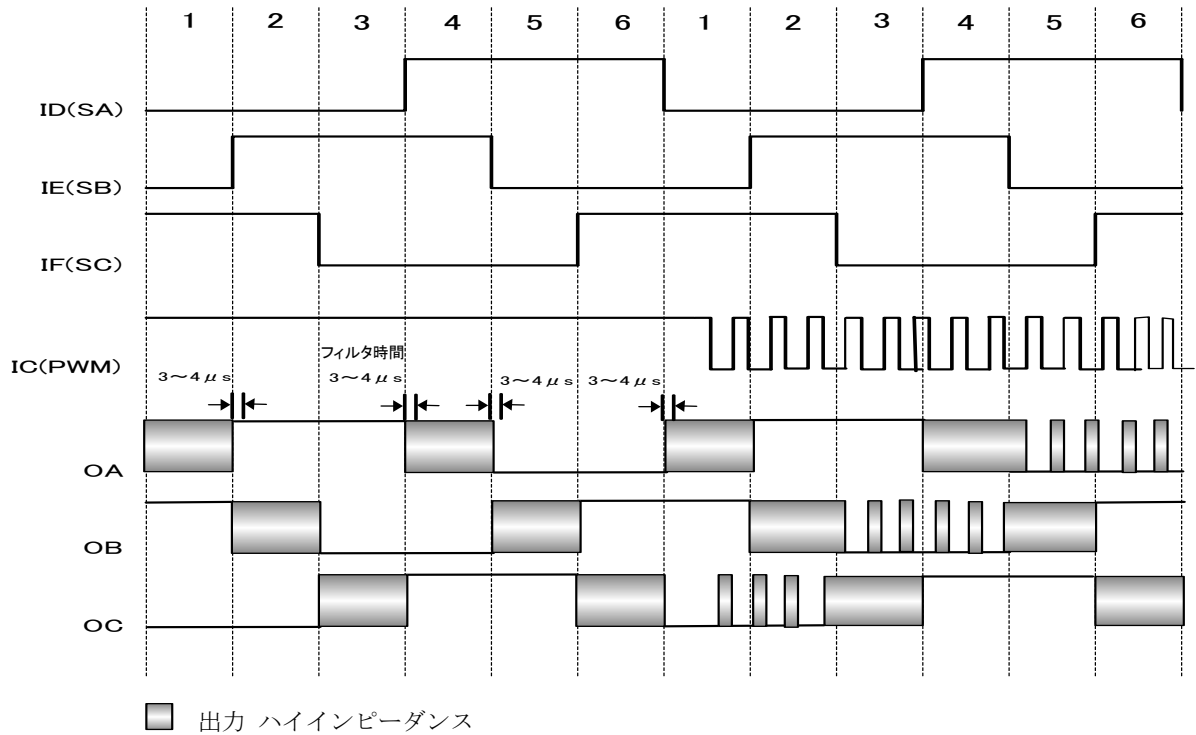 1 2 3 4 5 6 1 2 3 4 5 6
ID(SA)
IE(SB)
IF(SC)
IC(PWM)
フィルタ時間
3～4μs 3～4μs 3～4μs 3～4μs
OA
OB
OC
出力 ハイインピーダンス